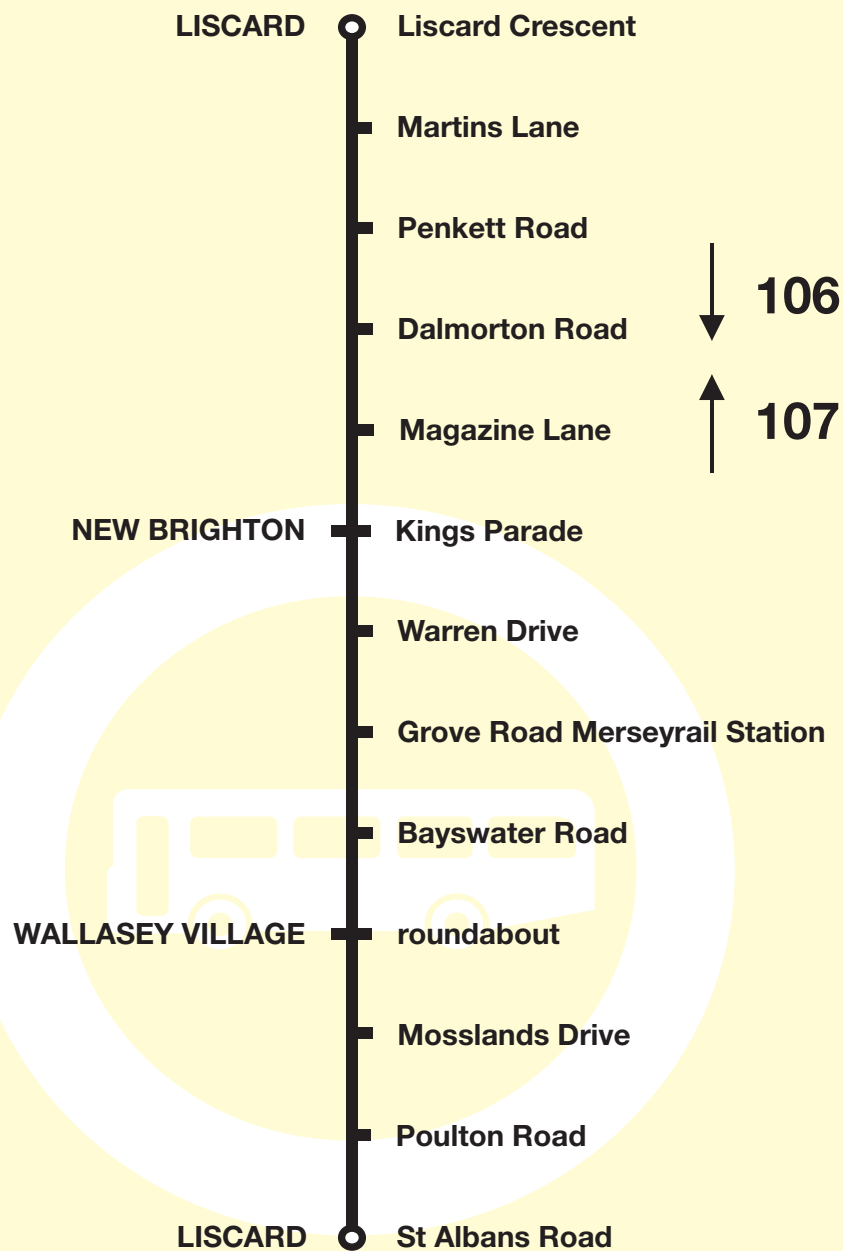 LISCARD Liscard Crescent
Martins Lane
Penkett Road
106
Dalmorton Road
107
Magazine Lane
NEW BRIGHTON Kings Parade
Warren Drive
Grove Road Merseyrail Station
Bayswater Road
WALLASEY VILLAGE roundabout
Mosslands Drive
Poulton Road
LISCARD St Albans Road